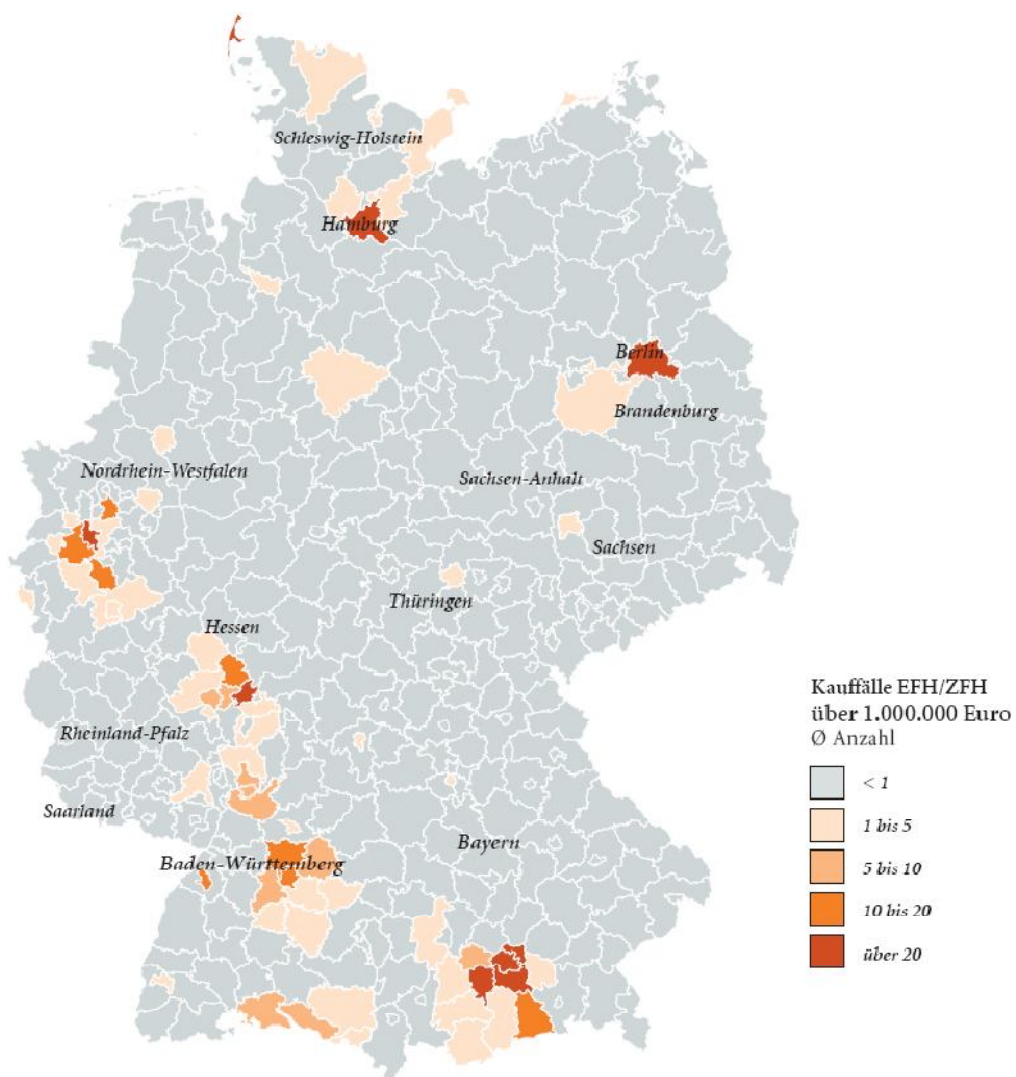 Schleswig-Holstein
Hamburg
Berlin
Brandenburg
Nordrhein-Westfalen
Sachsen-Anhalt
Sachsen
Thüringen
Hessen
Rheinland-Pfalz
Saarland
Baden-Württemberg
Bayern
Kauffälle EFH/ZFH
über 1.000.000 Euro
Ø Anzahl
< 1
1 bis 5
5 bis 10
10 bis 20
über 20